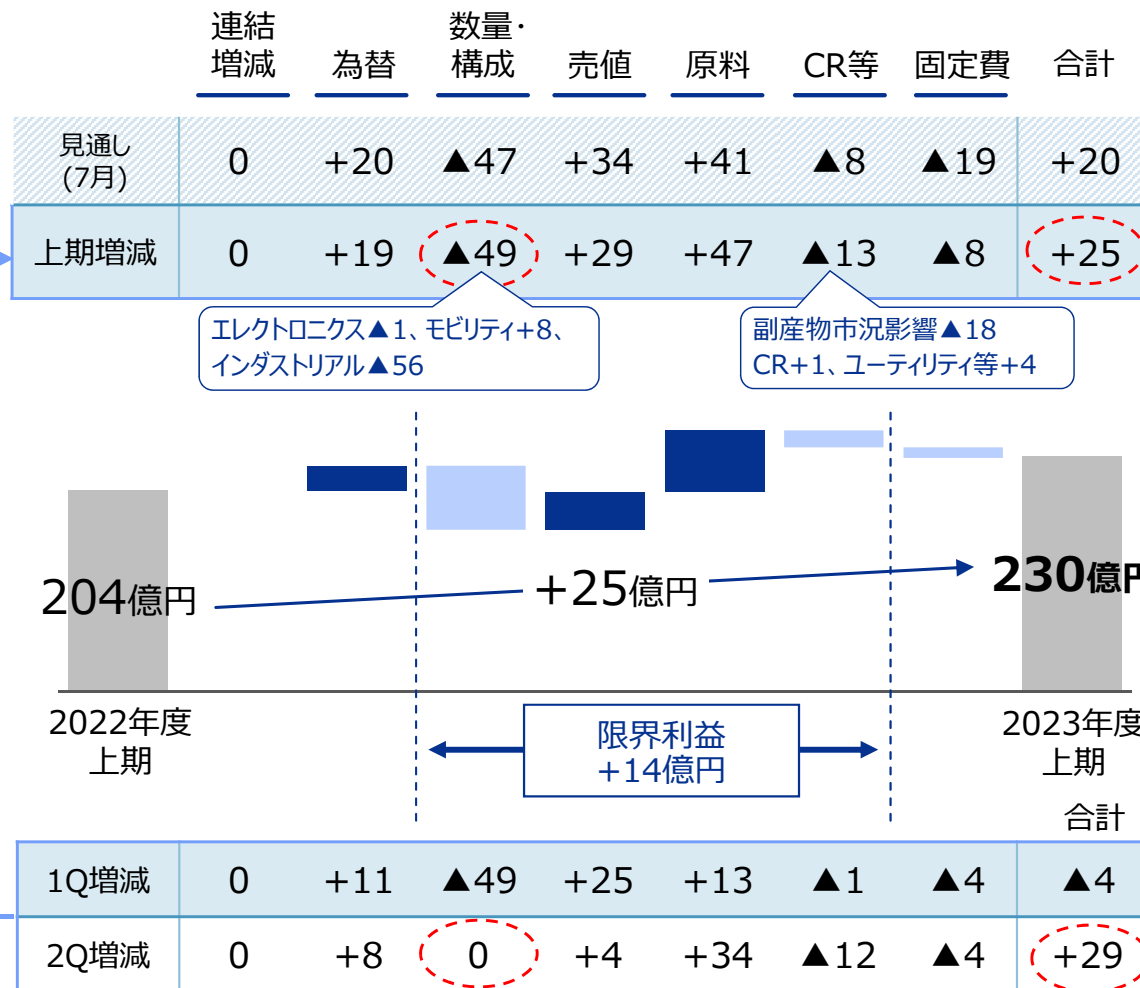 連結増減 為替 数量・構成 売値 原料 CR等 固定費 合計
見通し(7月) 0 +20 ▲47 +34 +41 ▲8 ▲19 +20
上期増減 0 +19 ▲49 +29 +47 ▲13 ▲8 +25
エレクトロニクス▲1、モビリティ+8、
インダストリアル▲56
副産物市況影響▲18
CR+1、ユーティリティ等+4
204億円
+25億円
230億円
2022年度
上期
限界利益
+14億円
2023年度
上期
合計
1Q増減 0 +11 ▲49 +25 +13 ▲1 ▲4 ▲4
2Q増減 0 +8 0 +4 +34 ▲12 ▲4 +29